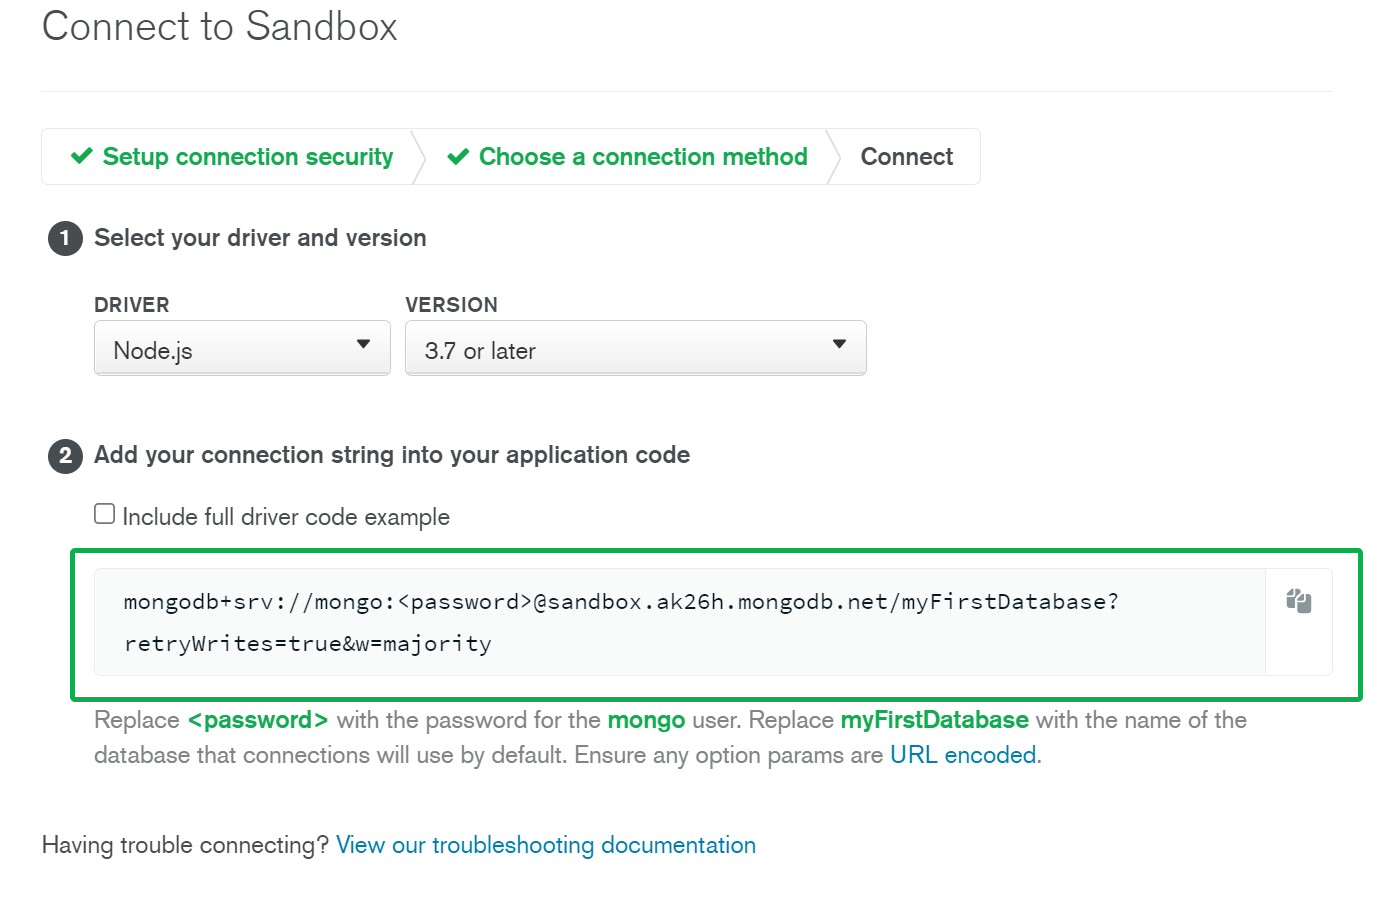 Connect to Sandbox
Setup connection security
Choose a connection method
Connect
1 Select your driver and version
DRIVER
VERSION
Node.js
3.7 or later
2 Add your connection string into your application code
Include full driver code example
mongodb+srv://mongo:<password>@sandbox.ak26h.mongodb.net/myFirstDatabase?
retryWrites=true&w=majority
Replace <password> with the password for the mongo user. Replace myFirstDatabase with the name of the
database that connections will use by default. Ensure any option params are URL encoded.
Having trouble connecting? View our troubleshooting documentation